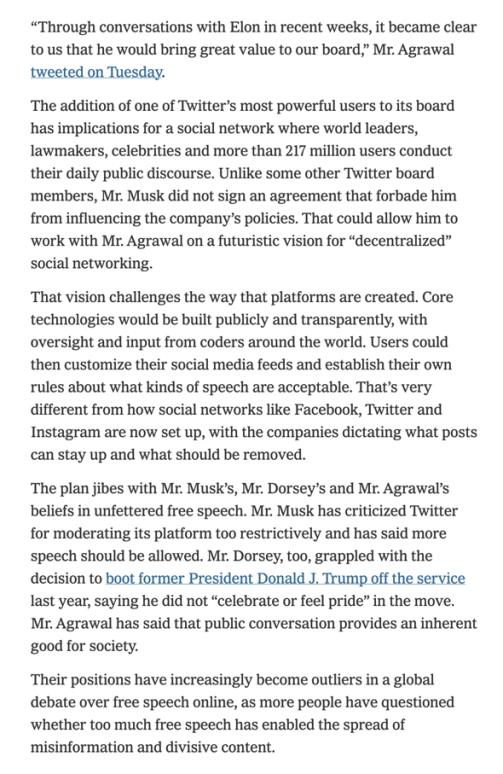 “Through conversations with Elon in recent weeks, it became clear
to us that he would bring great value to our board,” Mr. Agrawal
tweeted on Tuesday.
The addition of one of Twitter’s most powerful users to its board
has implications for a social network where world leaders,
lawmakers, celebrities and more than 217 million users conduct
their daily public discourse. Unlike some other Twitter board
members, Mr. Musk did not sign an agreement that forbade him
from influencing the company’s policies. That could allow him to
work with Mr. Agrawal on a futuristic vision for “decentralized”
social networking.
That vision challenges the way that platforms are created. Core
technologies would be built publicly and transparently, with
oversight and input from coders around the world. Users could
then customize their social media feeds and establish their own
rules about what kinds of speech are acceptable. That’s very
different from how social networks like Facebook, Twitter and
Instagram are now set up, with the companies dictating what posts
can stay up and what should be removed.
The plan jibes with Mr. Musk’s, Mr. Dorsey’s and Mr. Agrawal’s
beliefs in unfettered free speech. Mr. Musk has criticized Twitter
for moderating its platform too restrictively and has said more
speech should be allowed. Mr. Dorsey, too, grappled with the
decision to boot former President Donald J. Trump off the service
last year, saying he did not “celebrate or feel pride” in the move.
Mr. Agrawal has said that public conversation provides an inherent
good for society.
Their positions have increasingly become outliers in a global
debate over free speech online, as more people have questioned
whether too much free speech has enabled the spread of
misinformation and divisive content.